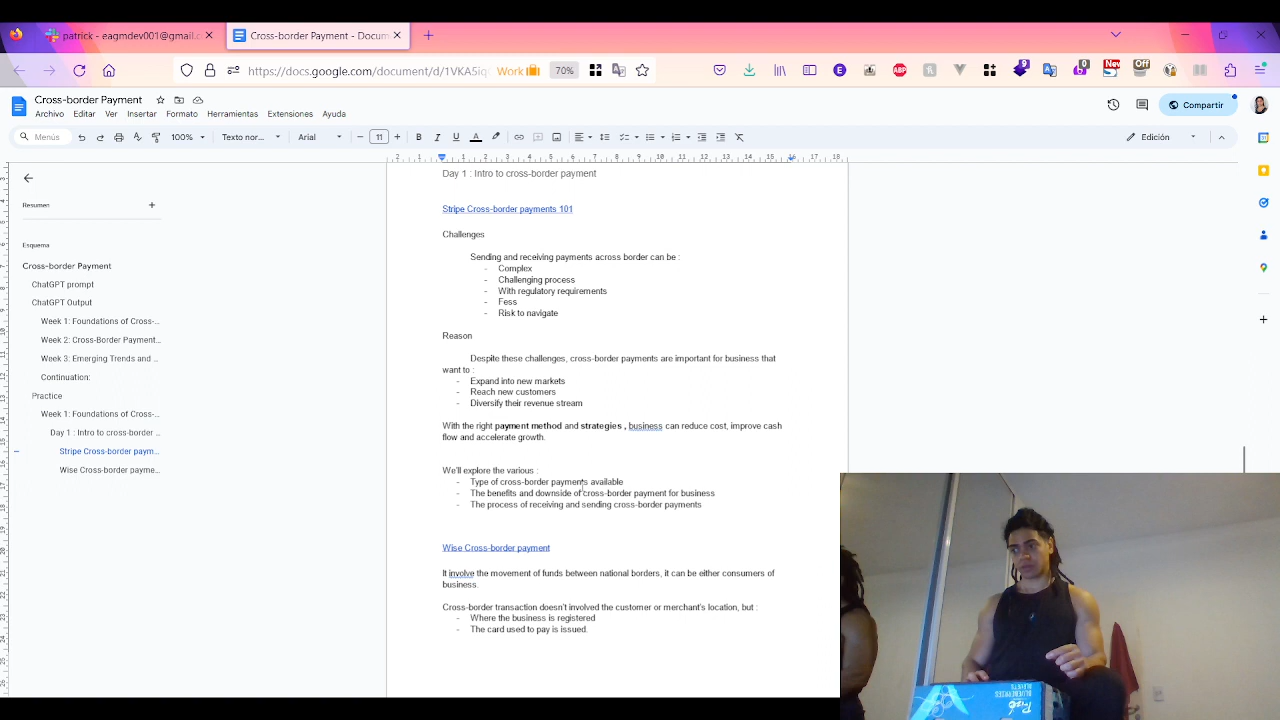 patrick - eaqmdev001@gmail.c
Cross-border Payment - Docum
https://docs.google.com/document/d/1VKA5iq
Work
70%
Cross-border Payment
Archivo Editar Ver Insertar Formato Herramientas Extensiones Ayuda
Compartir
Menús
100%
Texto nor...
Arial
11
Edición
Resumen
Esquema
Cross-border Payment
ChatGPT prompt
ChatGPT Output
Week 1: Foundations of Cross-...
Week 2: Cross-Border Payment...
Week 3: Emerging Trends and ...
Continuation:
Practice
Week 1: Foundations of Cross-...
Day 1 : Intro to cross-border ...
Stripe Cross-border paym...
Wise Cross-border payme...
Day 1 : Intro to cross-border payment
Stripe Cross-border payments 101
Challenges
Sending and receiving payments across border can be :
- Complex
- Challenging process
- With regulatory requirements
- Fess
- Risk to navigate
Reason
Despite these challenges, cross-border payments are important for business that
want to :
- Expand into new markets
- Reach new customers
- Diversify their revenue stream
With the right payment method and strategies , business can reduce cost, improve cash
flow and accelerate growth.
We'll explore the various :
- Type of cross-border payments available
- The benefits and downside of cross-border payment for business
- The process of receiving and sending cross-border payments
Wise Cross-border payment
It involve the movement of funds between national borders, it can be either consumers of
business.
Cross-border transaction doesn't involved the customer or merchant's location, but :
- Where the business is registered
- The card used to pay is issued.
BLUEBERRIES